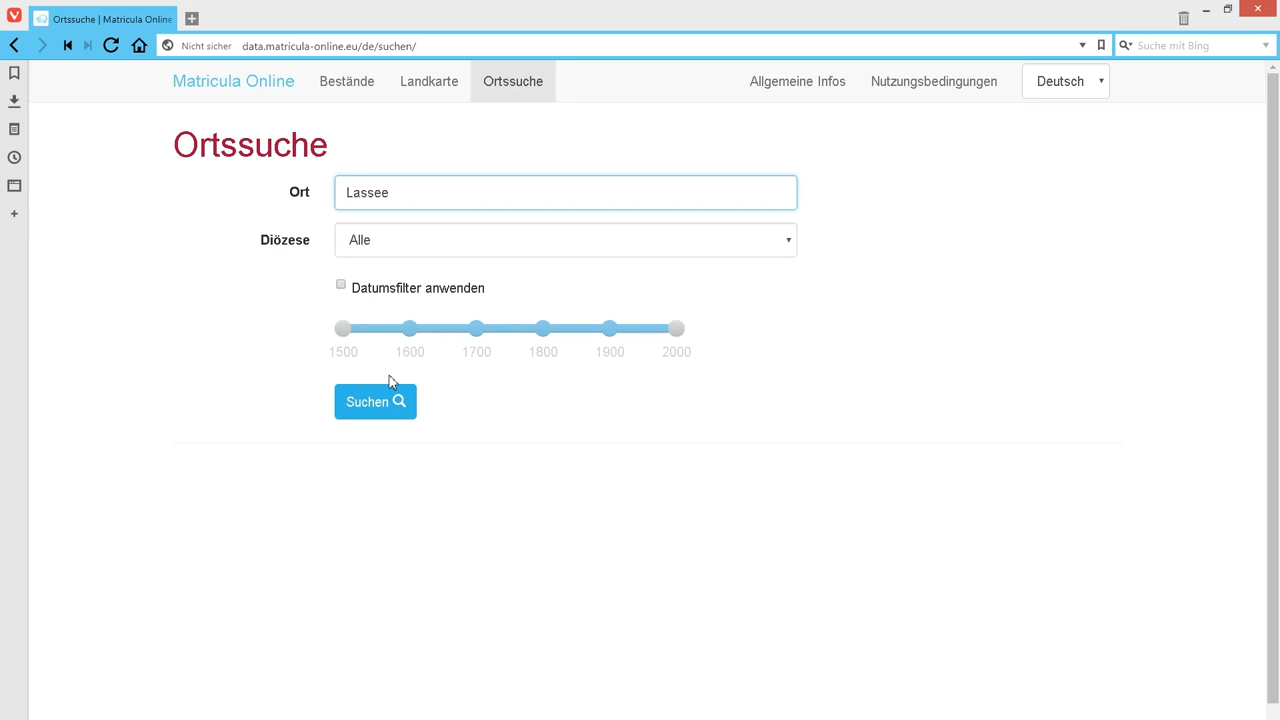 Ortssuche | Matricula Online
Nicht sicher data.matricula-online.eu/de/suchen/ Suche mit Bing
Matricula Online Bestände Landkarte Ortssuche Allgemeine Infos Nutzungsbedingungen Deutsch
Ortssuche
Ort Lassee
Diözese Alle
Datumsfilter anwenden
1500 1600 1700 1800 1900 2000
Suchen